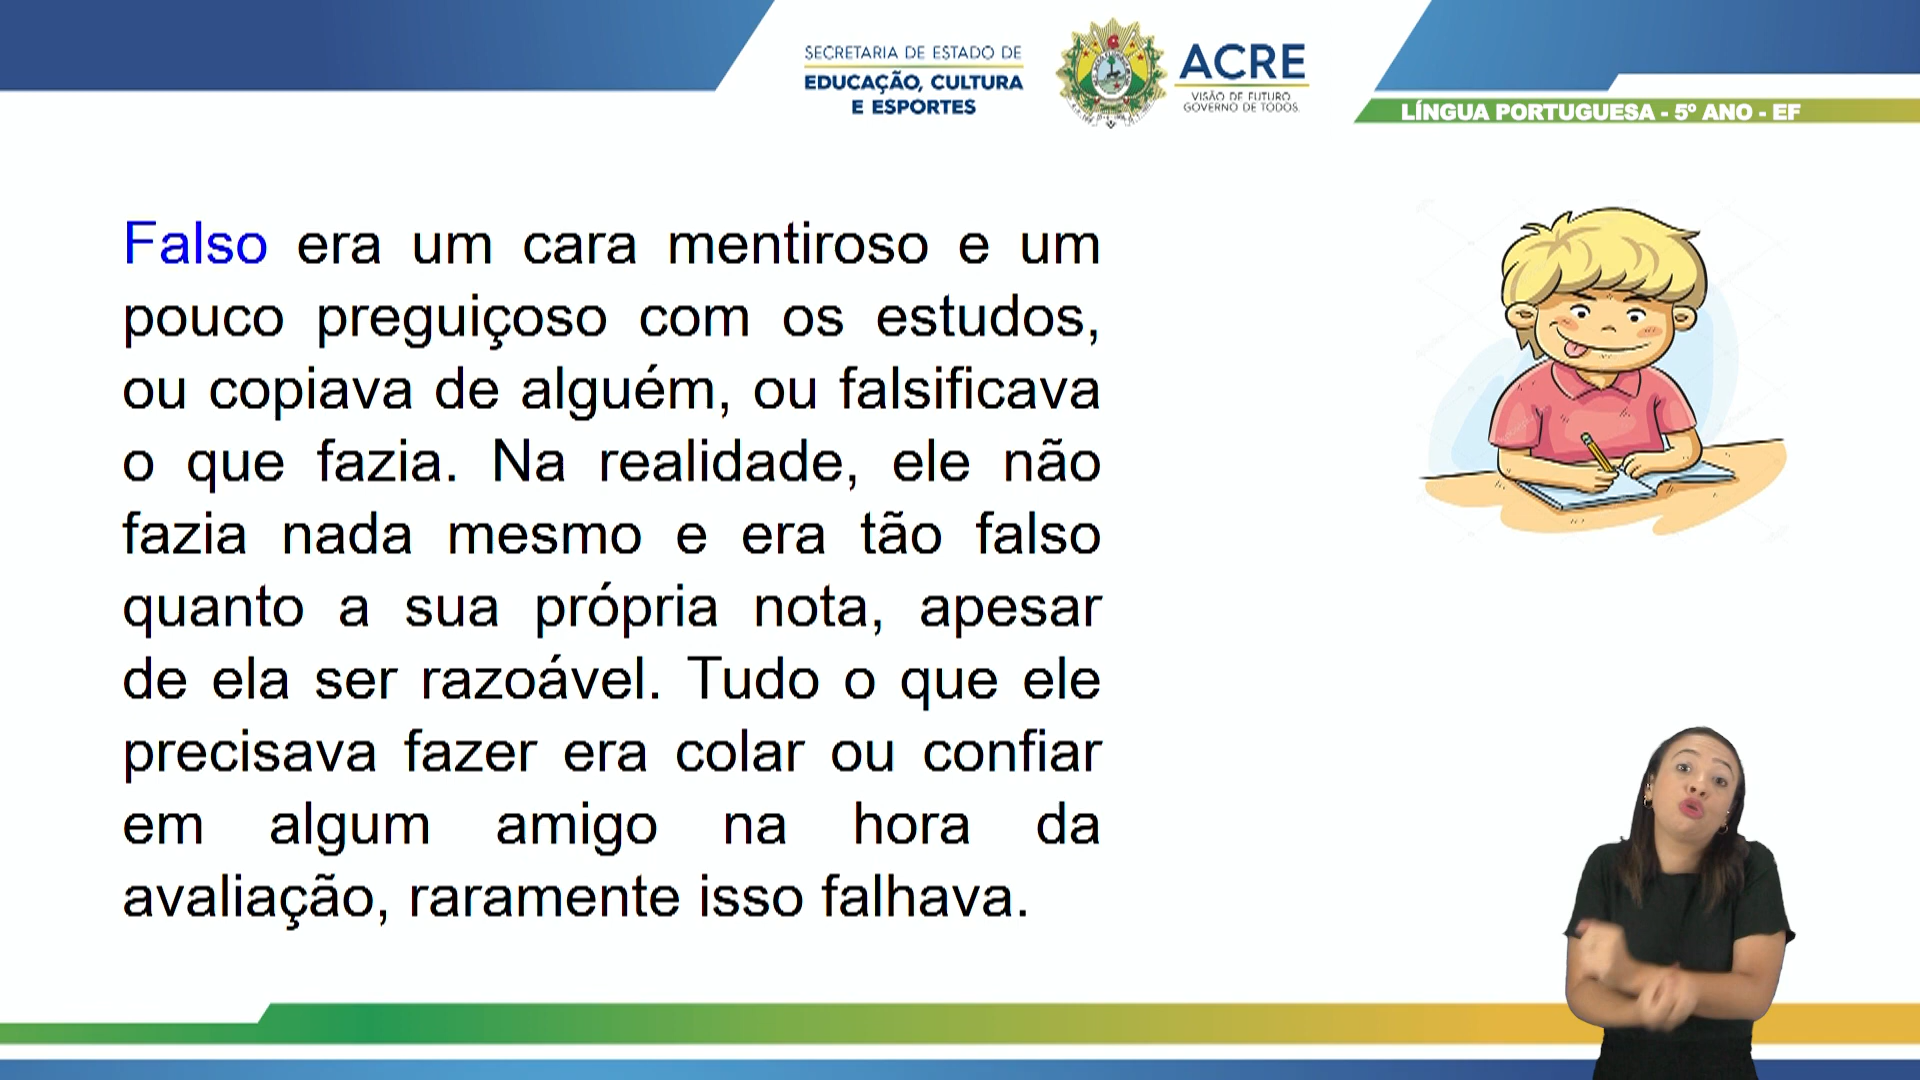 SECRETARIA DE ESTADO DE
EDUCAÇÃO, CULTURA
E ESPORTES
ACRE
VISÃO DE FUTURO
GOVERNO DE TODOS.
LÍNGUA PORTUGUESA - 5º ANO - EF
Falso era um cara mentiroso e um
pouco preguiçoso com os estudos,
ou copiava de alguém, ou falsificava
o que fazia. Na realidade, ele não
fazia nada mesmo e era tão falso
quanto a sua própria nota, apesar
de ela ser razoável. Tudo o que ele
precisava fazer era colar ou confiar
em algum amigo na hora da
avaliação, raramente isso falhava.